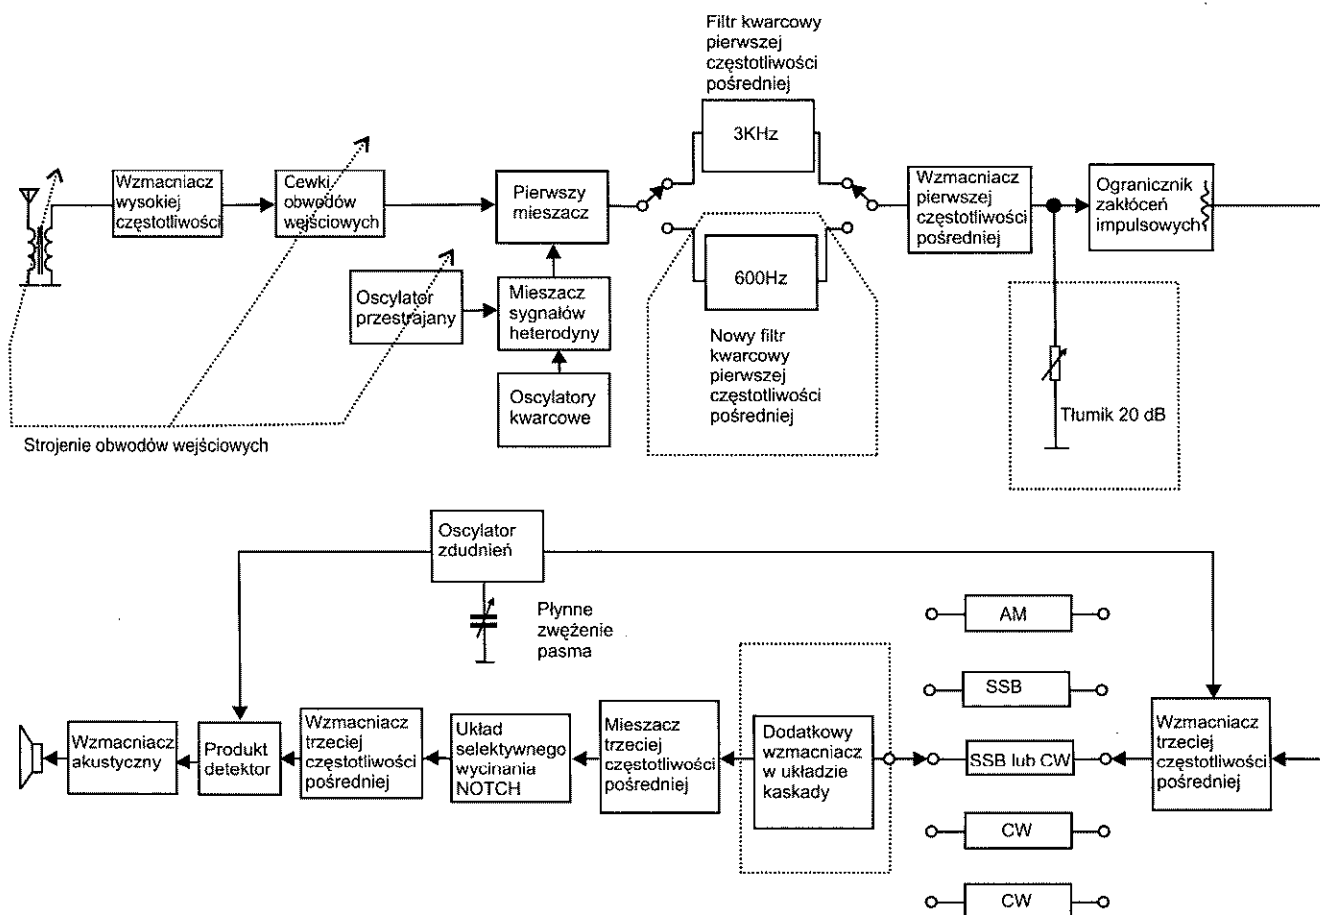 Filtr kwarcowy
pierwszej
częstotliwości
pośredniej
3KHz
Wzmacniacz
wysokiej
częstotliwości
Cewki
obwodów
wejściowych
Pierwszy
mieszacz
Wzmacniacz
pierwszej
częstotliwości
pośredniej
Ogranicznik
zakłóceń
impulsowych
600Hz
Oscylator
przestrajany
Mieszacz
sygnałów
heterodyny
Nowy filtr
kwarcowy
pierwszej
częstotliwości
pośredniej
Oscylatory
kwarcowe
Tłumik 20 dB
Strojenie obwodów wejściowych
Oscylator
zdudnień
Płynne
zwężenie
pasma
AM
SSB
Wzmacniacz
akustyczny
Produkt
detektor
Wzmacniacz
trzeciej
częstotliwości
pośredniej
Układ
selektywnego
wycinania
NOTCH
Mieszacz
trzeciej
częstotliwości
pośredniej
Dodatkowy
wzmacniacz
w układzie
kaskady
SSB lub CW
Wzmacniacz
trzeciej
częstotliwości
pośredniej
CW
CW